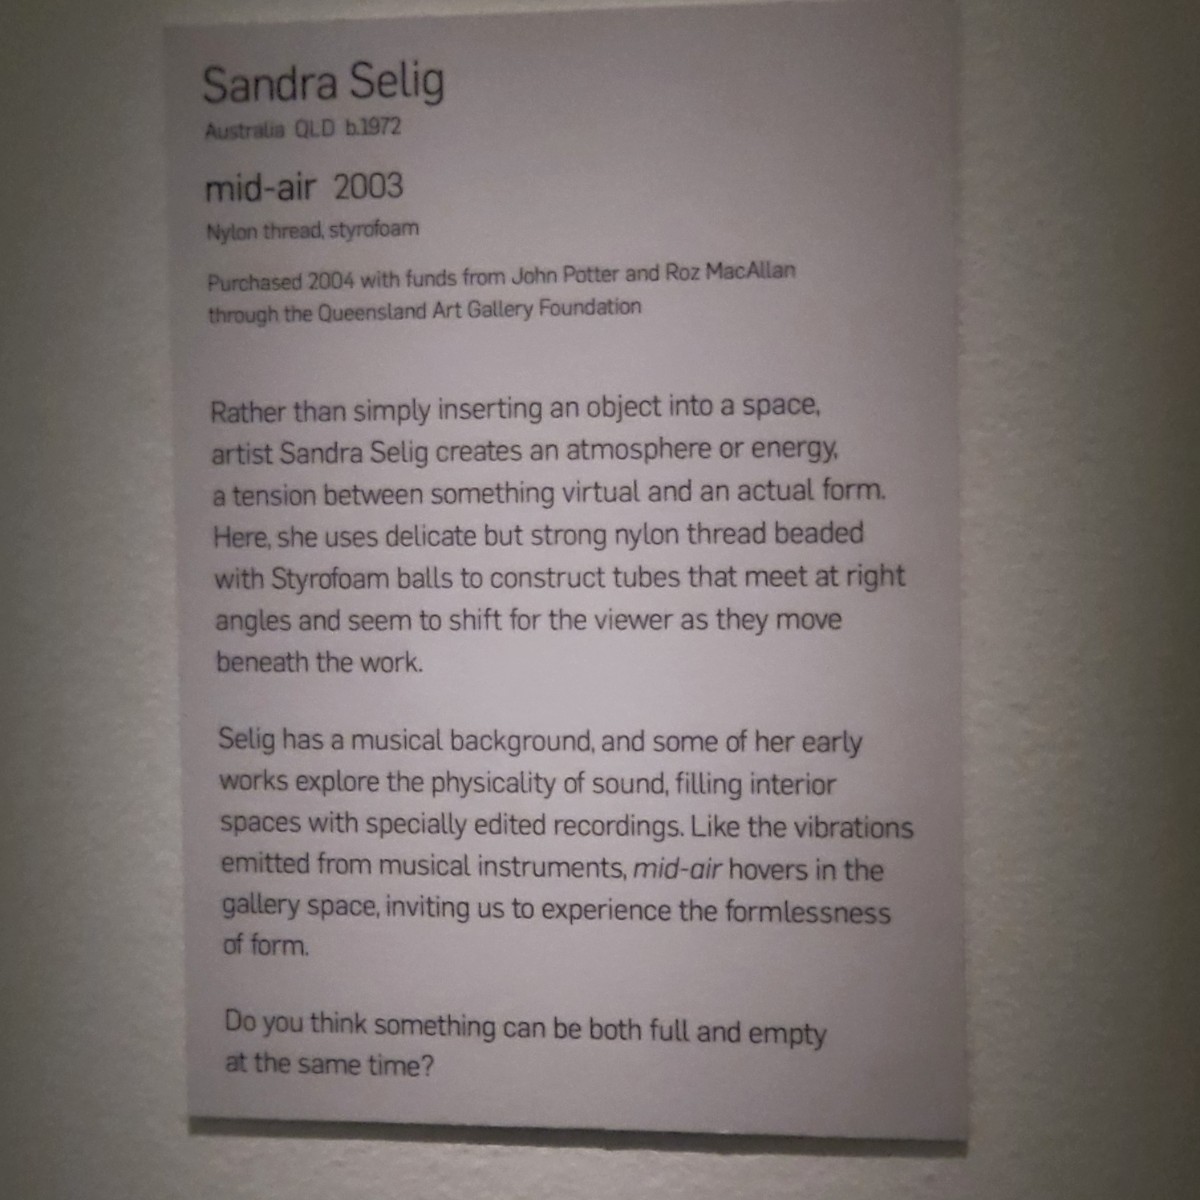 Sandra Selig
Australia QLD b.1972
mid-air 2003
Nylon thread, styrofoam
Purchased 2004 with funds from John Potter and Roz MacAllan
through the Queensland Art Gallery Foundation
Rather than simply inserting an object into a space,
artist Sandra Selig creates an atmosphere or energy,
a tension between something virtual and an actual form.
Here, she uses delicate but strong nylon thread beaded
with Styrofoam balls to construct tubes that meet at right
angles and seem to shift for the viewer as they move
beneath the work.
Selig has a musical background, and some of her early
works explore the physicality of sound, filling interior
spaces with specially edited recordings. Like the vibrations
emitted from musical instruments, mid-air hovers in the
gallery space, inviting us to experience the formlessness
of form.
Do you think something can be both full and empty
at the same time?